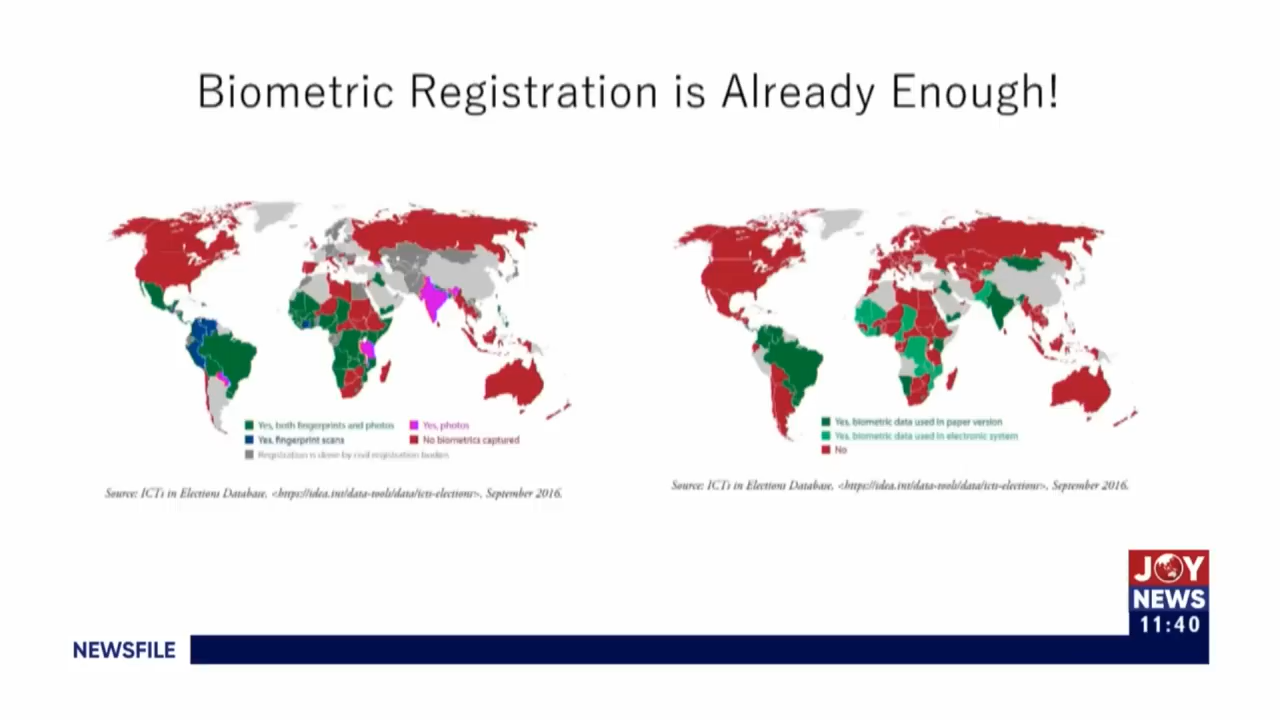 Biometric Registration is Already Enough!
Yes, both fingerprints and photos
Yes, photos
Yes, fingerprint scans
No biometrics captured
Registration is done by civil registration bodies
Source: ICTs in Elections Database, <https://idea.int/data-tools/data/icts-elections>, September 2016.
Yes, biometric data used in paper version
Yes, biometric data used in electronic system
No
Source: ICTs in Elections Database, <https://idea.int/data-tools/data/icts-elections>, September 2016.
JOY
NEWS
11:40
NEWSFILE